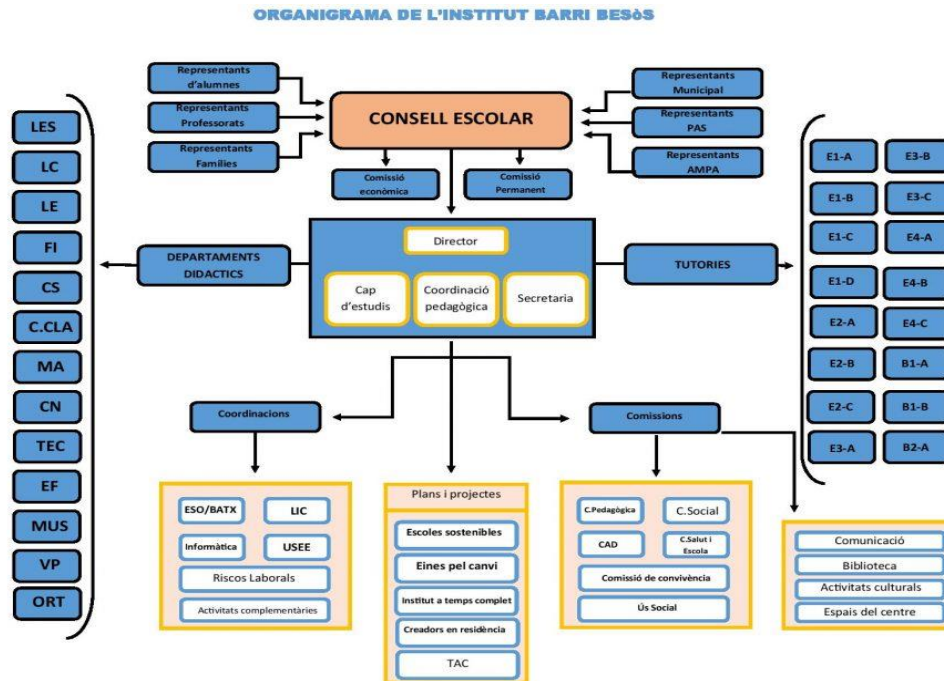 ORGANIGRAMA DE L'INSTITUT BARRI BESòS
Representants
d'alumnes
Representants
Professorats
Representants
Famílies
CONSELL ESCOLAR
Representants
Municipal
Representants
PAS
Representants
AMPA
Comissió
econòmica
Comissió
Permanent
LES
LC
LE
FI
CS
C.CLA
MA
CN
TEC
EF
MUS
VP
ORT
DEPARTAMENTS
DIDACTICS
Director
Cap
d'estudis
Coordinació
pedagògica
Secretaria
TUTORIES
E1-A
E3-B
E1-B
E3-C
E1-C
E4-A
E1-D
E4-B
E2-A
E4-C
E2-B
B1-A
E2-C
B1-B
E3-A
B2-A
Coordinacions
Comissions
ESO/BATX
LIC
Informàtica
USEE
Riscos Laborals
Activitats complementàries
Plans i projectes
Escoles sostenibles
Eines pel canvi
Institut a temps complet
Creadors en residència
TAC
C.Pedagògica
C.Social
CAD
C.Salut i
Escola
Comissió de convivència
Ús Social
Comunicació
Biblioteca
Activitats culturals
Espais del centre